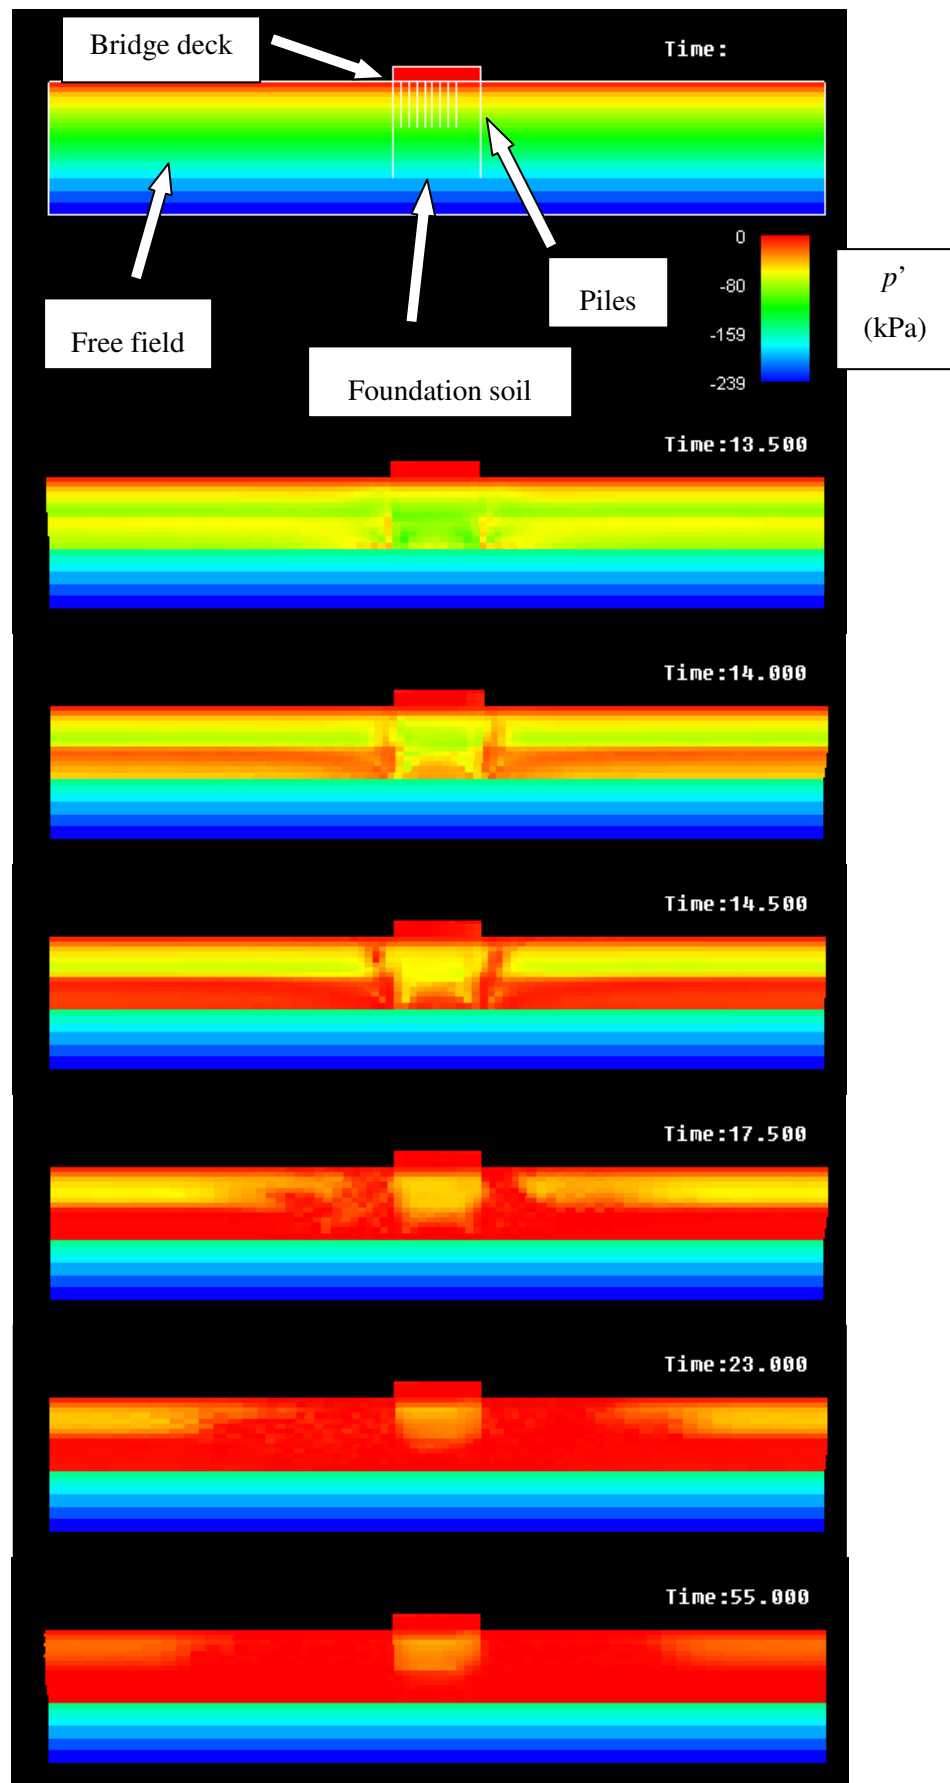 Bridge deck
Time:
Free field
Foundation soil
Piles
0
-80
-159
-239
p’
(kPa)
Time:13.500
Time:14.000
Time:14.500
Time:17.500
Time:23.000
Time:55.000